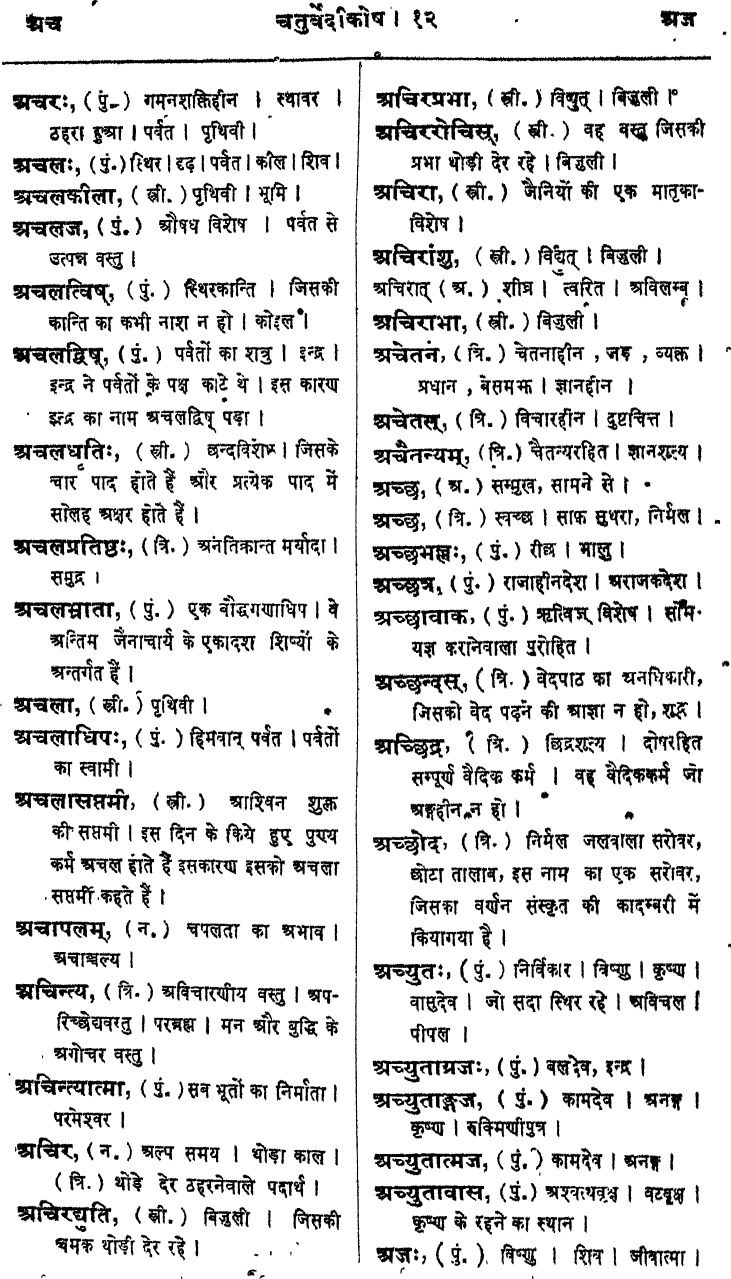 अच
चतुर्वेदीकोष । १२
अज
अचरः, (पुं.) गमनशक्तिहीन । स्थावर ।
ठहरा हुआ । पर्वत । पृथिवी ।
अचलः, (पुं.) स्थिर । दृढ़ । पर्वत । कील । शिव ।
अचलकीला, (स्त्री.) पृथिवी । भूमि ।
अचलज, (पुं.) औषध विशेष । पर्वत से
उत्पन्न वस्तु ।
अचलत्विष्, (पुं.) स्थिरकान्ति । जिसकी
कान्ति का कभी नाश न हो । कोइल ।
अचलद्विष्, (पुं.) पर्वतों का शत्रु । इन्द्र ।
इन्द्र ने पर्वतों के पक्ष काटे थे । इस कारण
इन्द्र का नाम अचलद्विष् पड़ा ।
अचलधृतिः, (स्त्री.) छन्दविशेष । जिसके
चार पाद होते हैं और प्रत्येक पाद में
सोलह अक्षर होते हैं ।
अचलप्रतिष्ठः, (त्रि.) अनतिक्रान्त मर्यादा ।
समुद्र ।
अचलभ्राता, (पुं.) एक बौद्धगणाधिप । वे
अन्तिम जैनाचार्य के एकादश शिष्यों के
अन्तर्गत हैं ।
अचला, (स्त्री.) पृथिवी ।
अचलाधिपः, (पुं.) हिमवान् पर्वत । पर्वतों
का स्वामी ।
अचलासप्तमी, (स्त्री.) आश्विन शुक्ल
की सप्तमी । इस दिन के किये हुए पुण्य
कर्म अचल होते हैं इसकारण इसको अचला
सप्तमी कहते हैं ।
अचापलम्, (न.) चपलता का अभाव ।
अचाञ्चल्य ।
अचिन्त्य, (त्रि.) अविचारणीय वस्तु । अप-
रिच्छेद्यवस्तु । परब्रह्म । मन और बुद्धि के
अगोचर वस्तु ।
अचिन्त्यात्मा, (पुं.) सब भूतों का निर्माता ।
परमेश्वर ।
अचिर, (न.) अल्प समय । थोड़ा काल ।
(त्रि.) थोड़े देर ठहरनेवाले पदार्थ ।
अचिरद्युति, (स्त्री.) बिजुली । जिसकी
चमक थोड़ी देर रहे ।
अचिरप्रभा, (स्त्री.) विद्युत् । बिजुली ।
अचिररोचिस्, (स्त्री.) वह वस्तु जिसकी
प्रभा थोड़ी देर रहे । बिजुली ।
अचिरा, (स्त्री.) जैनियों की एक मातृका-
विशेष ।
अचिरांशु, (स्त्री.) विद्युत् । बिजुली ।
अचिरात् (अ.) शीघ्र । त्वरित । अविलम्ब ।
अचिराभा, (स्त्री.) बिजुली ।
अचेतन, (त्रि.) चेतनाहीन , जड़ , व्यक्त ।
प्रधान , बेसमझ । ज्ञानहीन ।
अचेतस्, (त्रि.) विचारहीन । दुष्टचित्त ।
अचैतन्यम्, (त्रि.) चैतन्यरहित । ज्ञानशून्य ।
अच्छ, (अ.) सम्मुख, सामने से ।
अच्छ, (त्रि.) स्वच्छ । साफ सुथरा, निर्मल ।
अच्छभल्लः, (पुं.) रीछ । भालु ।
अच्छत्र, (पुं.) राजाहीनदेश । अराजकदेश ।
अच्छावाक, (पुं.) ऋत्विज् विशेष । सोम-
यज्ञ करानेवाला पुरोहित ।
अच्छन्दस्, (त्रि.) वेदपाठ का अनधिकारी,
जिसको वेद पढ़ने की आज्ञा न हो, शूद्र ।
अच्छिद्र, (त्रि.) छिद्रशून्य । दोषरहित
सम्पूर्ण वैदिक कर्म । वह वैदिककर्म जो
अङ्गहीन न हो ।
अच्छोद, (त्रि.) निर्मल जलवाला सरोवर,
छोटा तालाब, इस नाम का एक सरोवर,
जिसका वर्णन संस्कृत की कादम्बरी में
कियागया है ।
अच्युतः, (पुं.) निर्विकार । विष्णु । कृष्ण ।
वासुदेव । जो सदा स्थिर रहे । अविचल ।
पीपल ।
अच्युताग्रजः, (पुं.) बलदेव, इन्द्र ।
अच्युताङ्गज, (पुं.) कामदेव । अनङ्ग ।
कृष्ण । रुक्मिणीपुत्र ।
अच्युतात्मज, (पुं.) कामदेव । अनङ्ग ।
अच्युतावास, (पुं.) अश्वत्थवृक्ष । वटवृक्ष ।
कृष्ण के रहने का स्थान ।
अजः, (पुं.) विष्णु । शिव । जीवात्मा ।